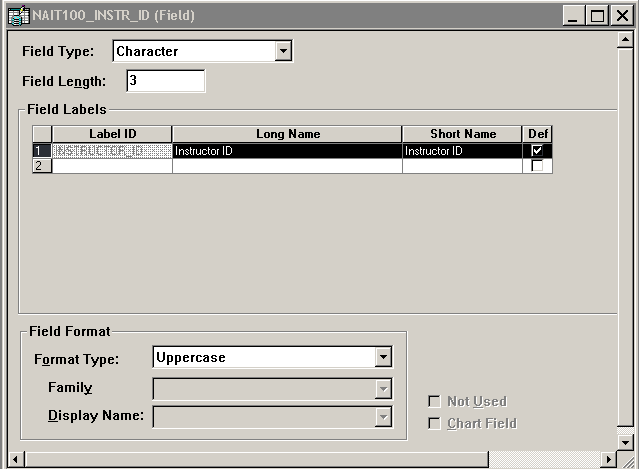 NAIT100_INSTR_ID (Field)
Field Type: Character
Field Length: 3
Field Labels
Label ID Long Name Short Name Def
1 INSTRUCTOR_ID Instructor ID Instructor ID
2
Field Format
Format Type: Uppercase
Family
Display Name:
Not Used
Chart Field